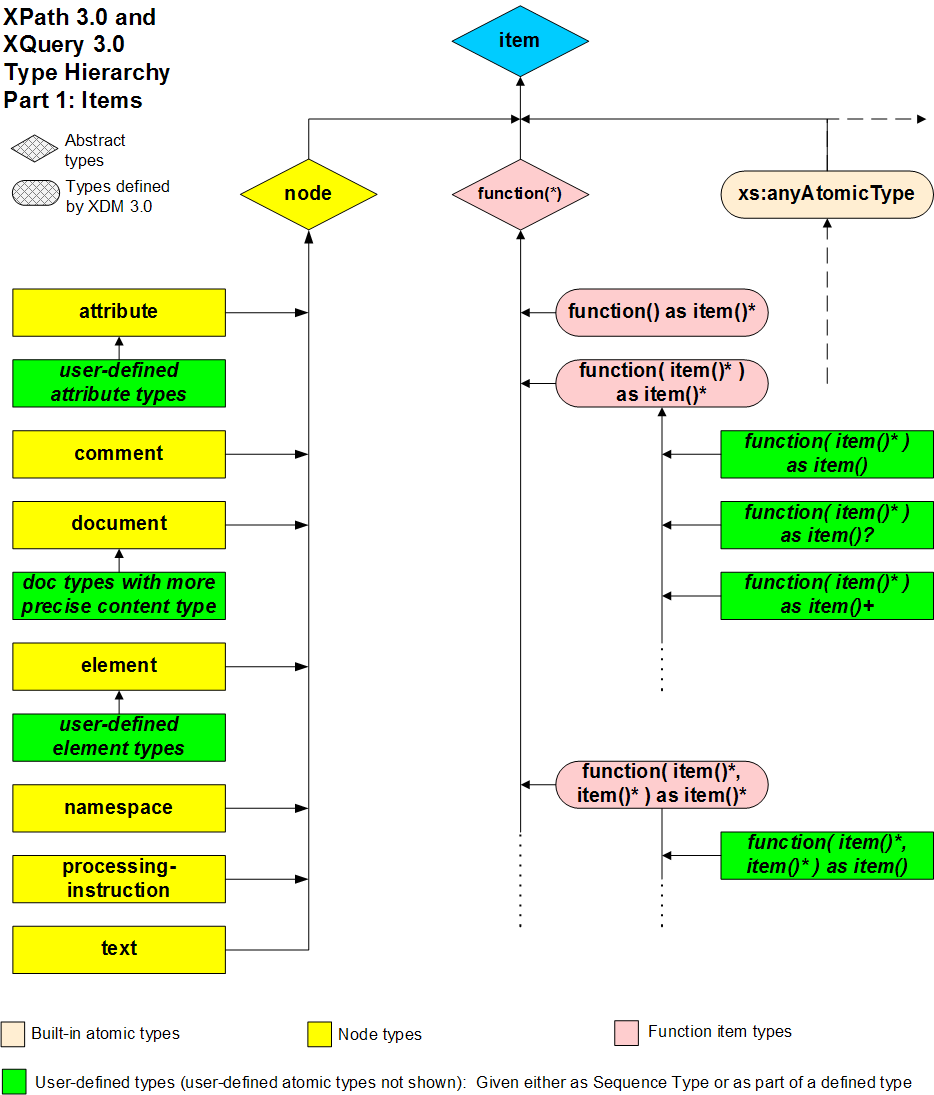 XPath 3.0 and
XQuery 3.0
Type Hierarchy
Part 1: Items
Abstract
types
Types defined
by XDM 3.0
item
node
function(*)
xs:anyAtomicType
attribute
user-defined
attribute types
comment
document
doc types with more
precise content type
element
user-defined
element types
namespace
processing-
instruction
text
function() as item()*
function( item()* )
as item()*
function( item()* )
as item()
function( item()* )
as item()?
function( item()* )
as item()+
function( item()*,
item()* ) as item()*
function( item()*,
item()* ) as item()
Built-in atomic types
Node types
Function item types
User-defined types (user-defined atomic types not shown):  Given either as Sequence Type or as part of a defined type